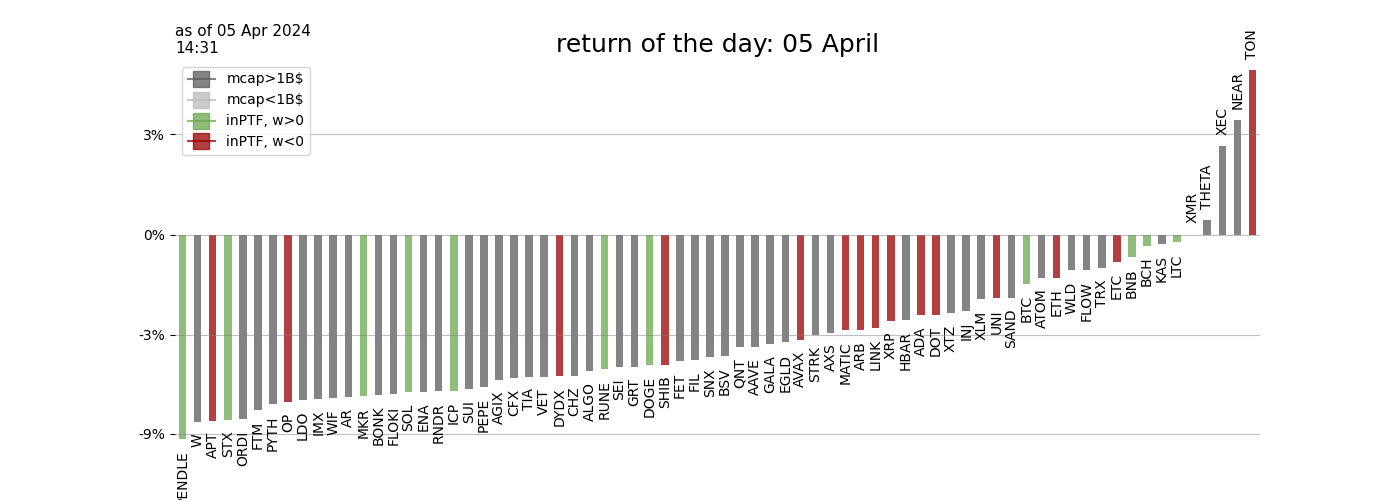 as of 05 Apr 2024
14:31
return of the day: 05 April
mcap>1B$
mcap<1B$
inPTF, w>0
inPTF, w<0
3%
0%
-3%
-9%
ENDLE
W
APT
STX
ORDI
FTM
PYTH
OP
LDO
IMX
WIF
AR
MKR
BONK
FLOKI
SOL
ENA
RNDR
ICP
SUI
PEPE
AGIX
CFX
TIA
VET
DYDX
CHZ
ALGO
RUNE
SEI
GRT
DOGE
SHIB
FET
FIL
SNX
BSV
QNT
AAVE
GALA
EGLD
AVAX
STRK
AXS
MATIC
ARB
LINK
XRP
HBAR
ADA
DOT
XTZ
INJ
XLM
UNI
SAND
BTC
ATOM
ETH
WLD
FLOW
TRX
ETC
BNB
BCH
KAS
LTC
XMR
THETA
XEC
NEAR
TON